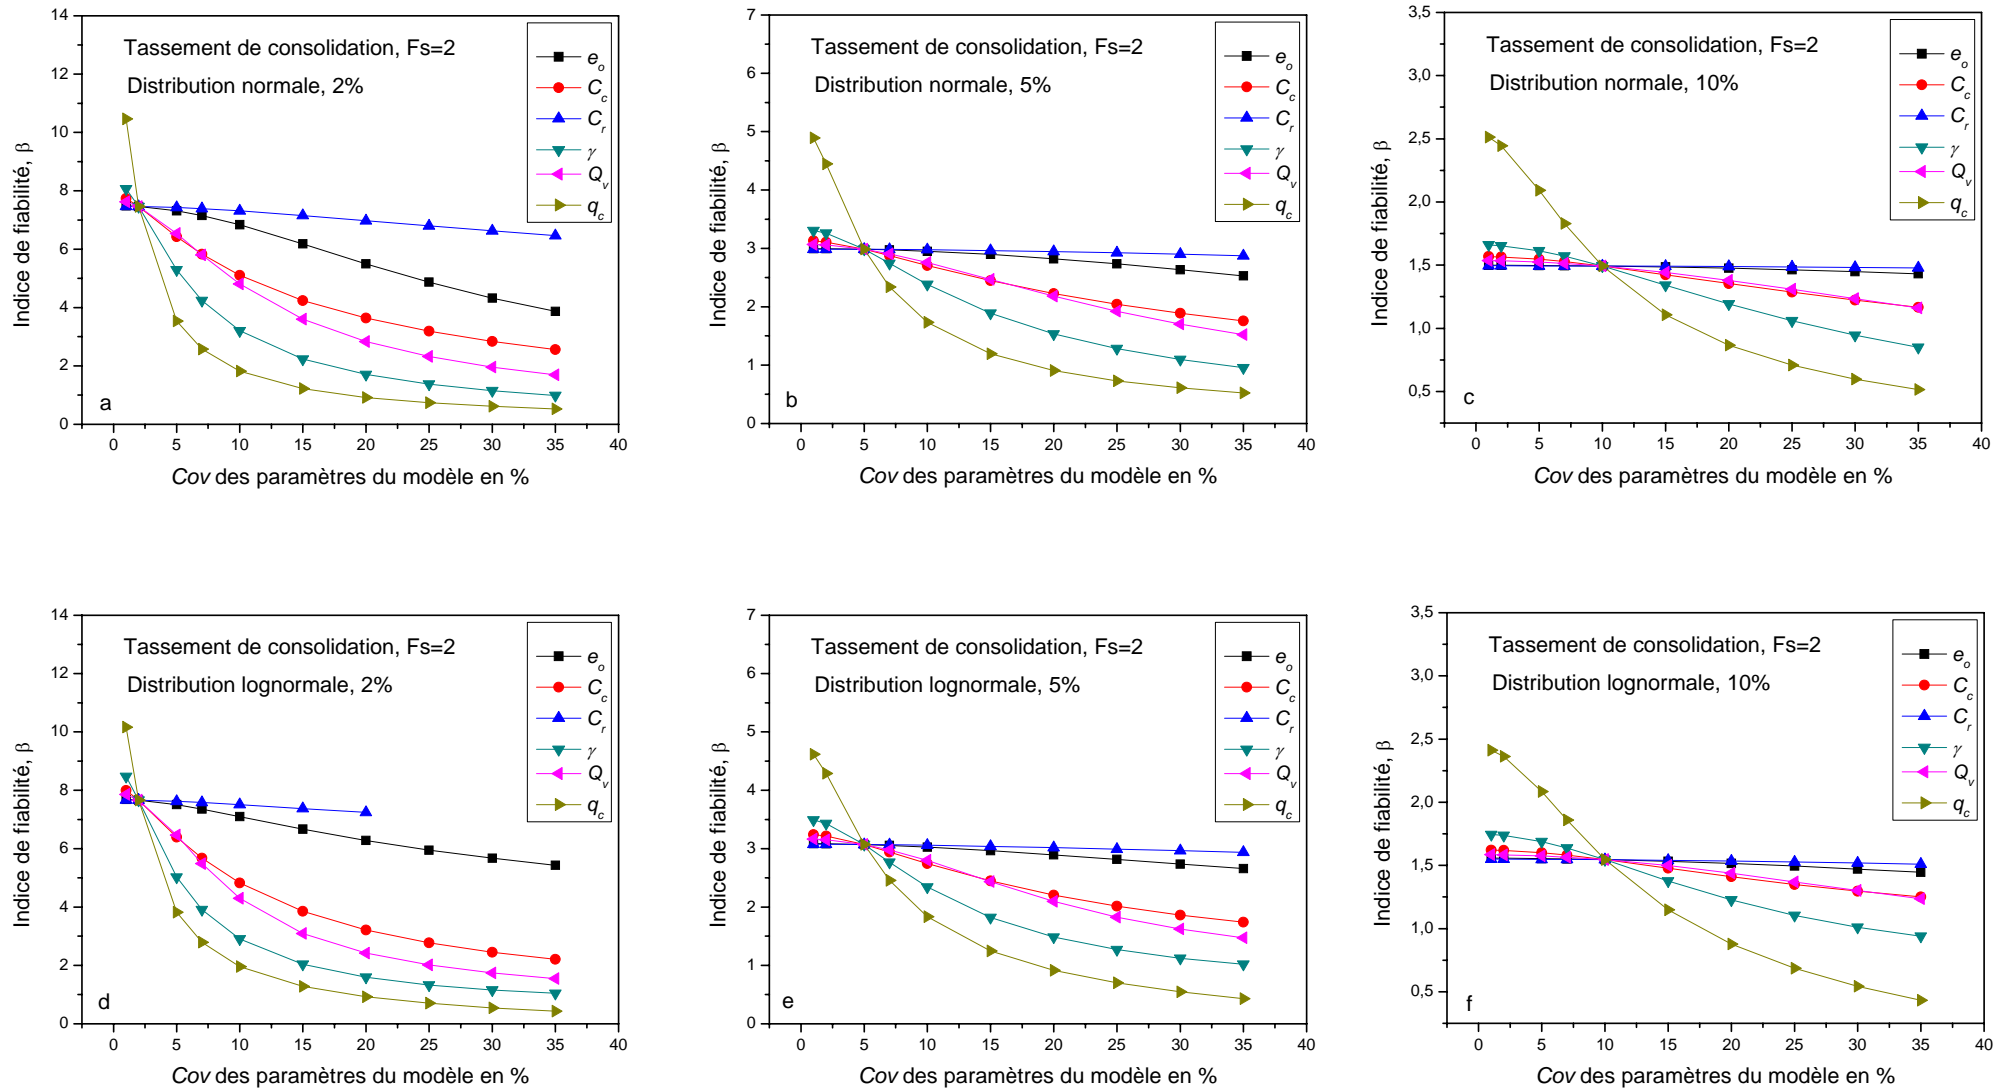 14
12
10
8
6
4
2
0
Indice de fiabilité, β
Tassement de consolidation, Fs=2
Distribution normale, 2%
e_o
C_c
C_r
γ
Q_v
q_c
a
0 5 10 15 20 25 30 35 40
Cov des paramètres du modèle en %
7
6
5
4
3
2
1
0
Indice de fiabilité, β
Tassement de consolidation, Fs=2
Distribution normale, 5%
e_o
C_c
C_r
γ
Q_v
q_c
b
0 5 10 15 20 25 30 35 40
Cov des paramètres du modèle en %
3,5
3,0
2,5
2,0
1,5
1,0
0,5
Indice de fiabilité, β
Tassement de consolidation, Fs=2
Distribution normale, 10%
e_o
C_c
C_r
γ
Q_v
q_c
c
0 5 10 15 20 25 30 35 40
Cov des paramètres du modèle en %
14
12
10
8
6
4
2
0
Indice de fiabilité, β
Tassement de consolidation, Fs=2
Distribution lognormale, 2%
e_o
C_c
C_r
γ
Q_v
q_c
d
0 5 10 15 20 25 30 35 40
Cov des paramètres du modèle en %
7
6
5
4
3
2
1
0
Indice de fiabilité, β
Tassement de consolidation, Fs=2
Distribution lognormale, 5%
e_o
C_c
C_r
γ
Q_v
q_c
e
0 5 10 15 20 25 30 35 40
Cov des paramètres du modèle en %
3,5
3,0
2,5
2,0
1,5
1,0
0,5
Indice de fiabilité, β
Tassement de consolidation, Fs=2
Distribution lognormale, 10%
e_o
C_c
C_r
γ
Q_v
q_c
f
0 5 10 15 20 25 30 35 40
Cov des paramètres du modèle en %